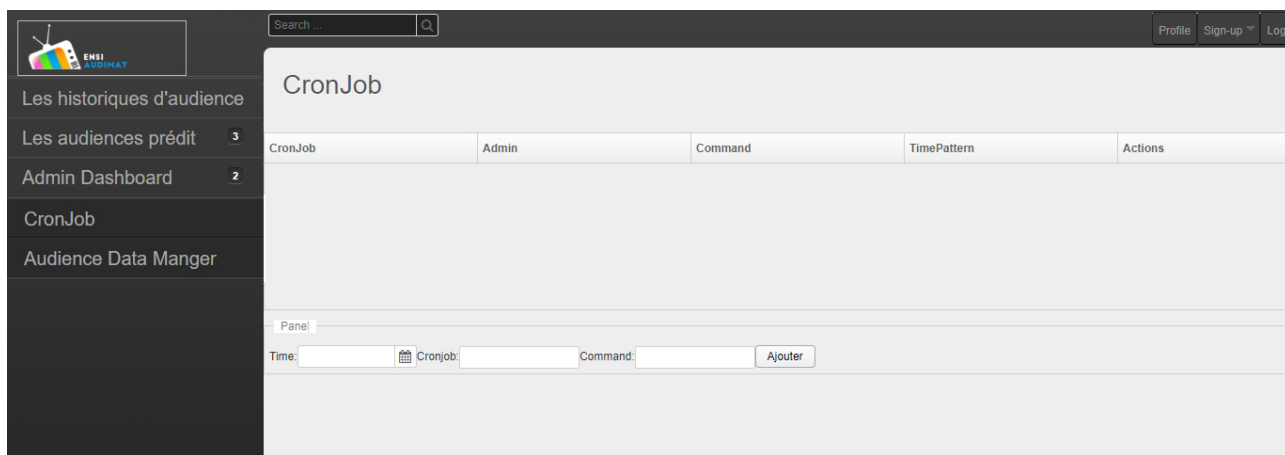 ENSI
AUDIMAT
Search ...
Profile Sign-up Log
Les historiques d'audience
Les audiences prédit 3
Admin Dashboard 2
CronJob
Audience Data Manger
CronJob
CronJob Admin Command TimePattern Actions
Panel
Time: Cronjob: Command: Ajouter